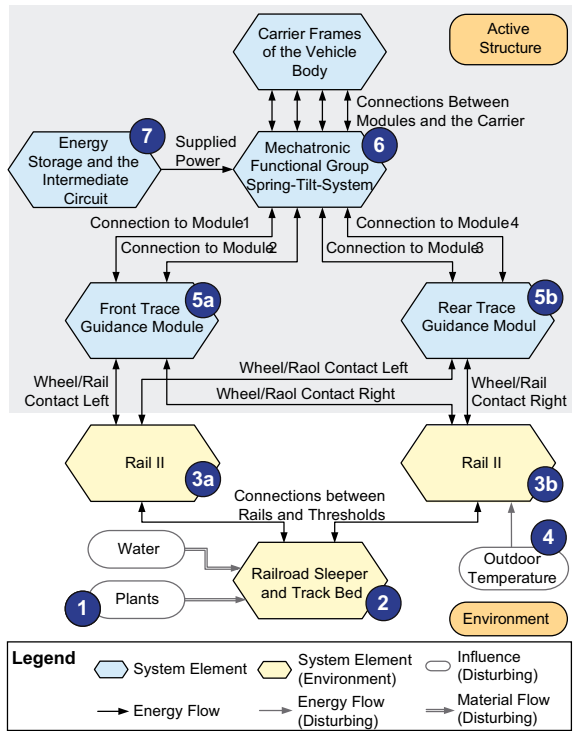 Active
Structure
Carrier Frames
of the Vehicle
Body
Connections Between
Modules and the Carrier
7
Energy
Storage and the
Intermediate
Circuit
Supplied
Power
6
Mechatronic
Functional Group
Spring-Tilt-System
Connection to Module1
Connection to Module2
Connection to Module4
Connection to Module3
5a
Front Trace
Guidance Module
5b
Rear Trace
Guidance Modul
Wheel/Rail
Contact Left
Wheel/Raol Contact Left
Wheel/Raol Contact Right
Wheel/Rail
Contact Right
Rail II
3a
Rail II
3b
Connections between
Rails and Thresholds
Water
1
Plants
Railroad Sleeper
and Track Bed
2
4
Outdoor
Temperature
Environment
Legend
System Element
System Element
(Environment)
Influence
(Disturbing)
Energy Flow
Energy Flow
(Disturbing)
Material Flow
(Disturbing)